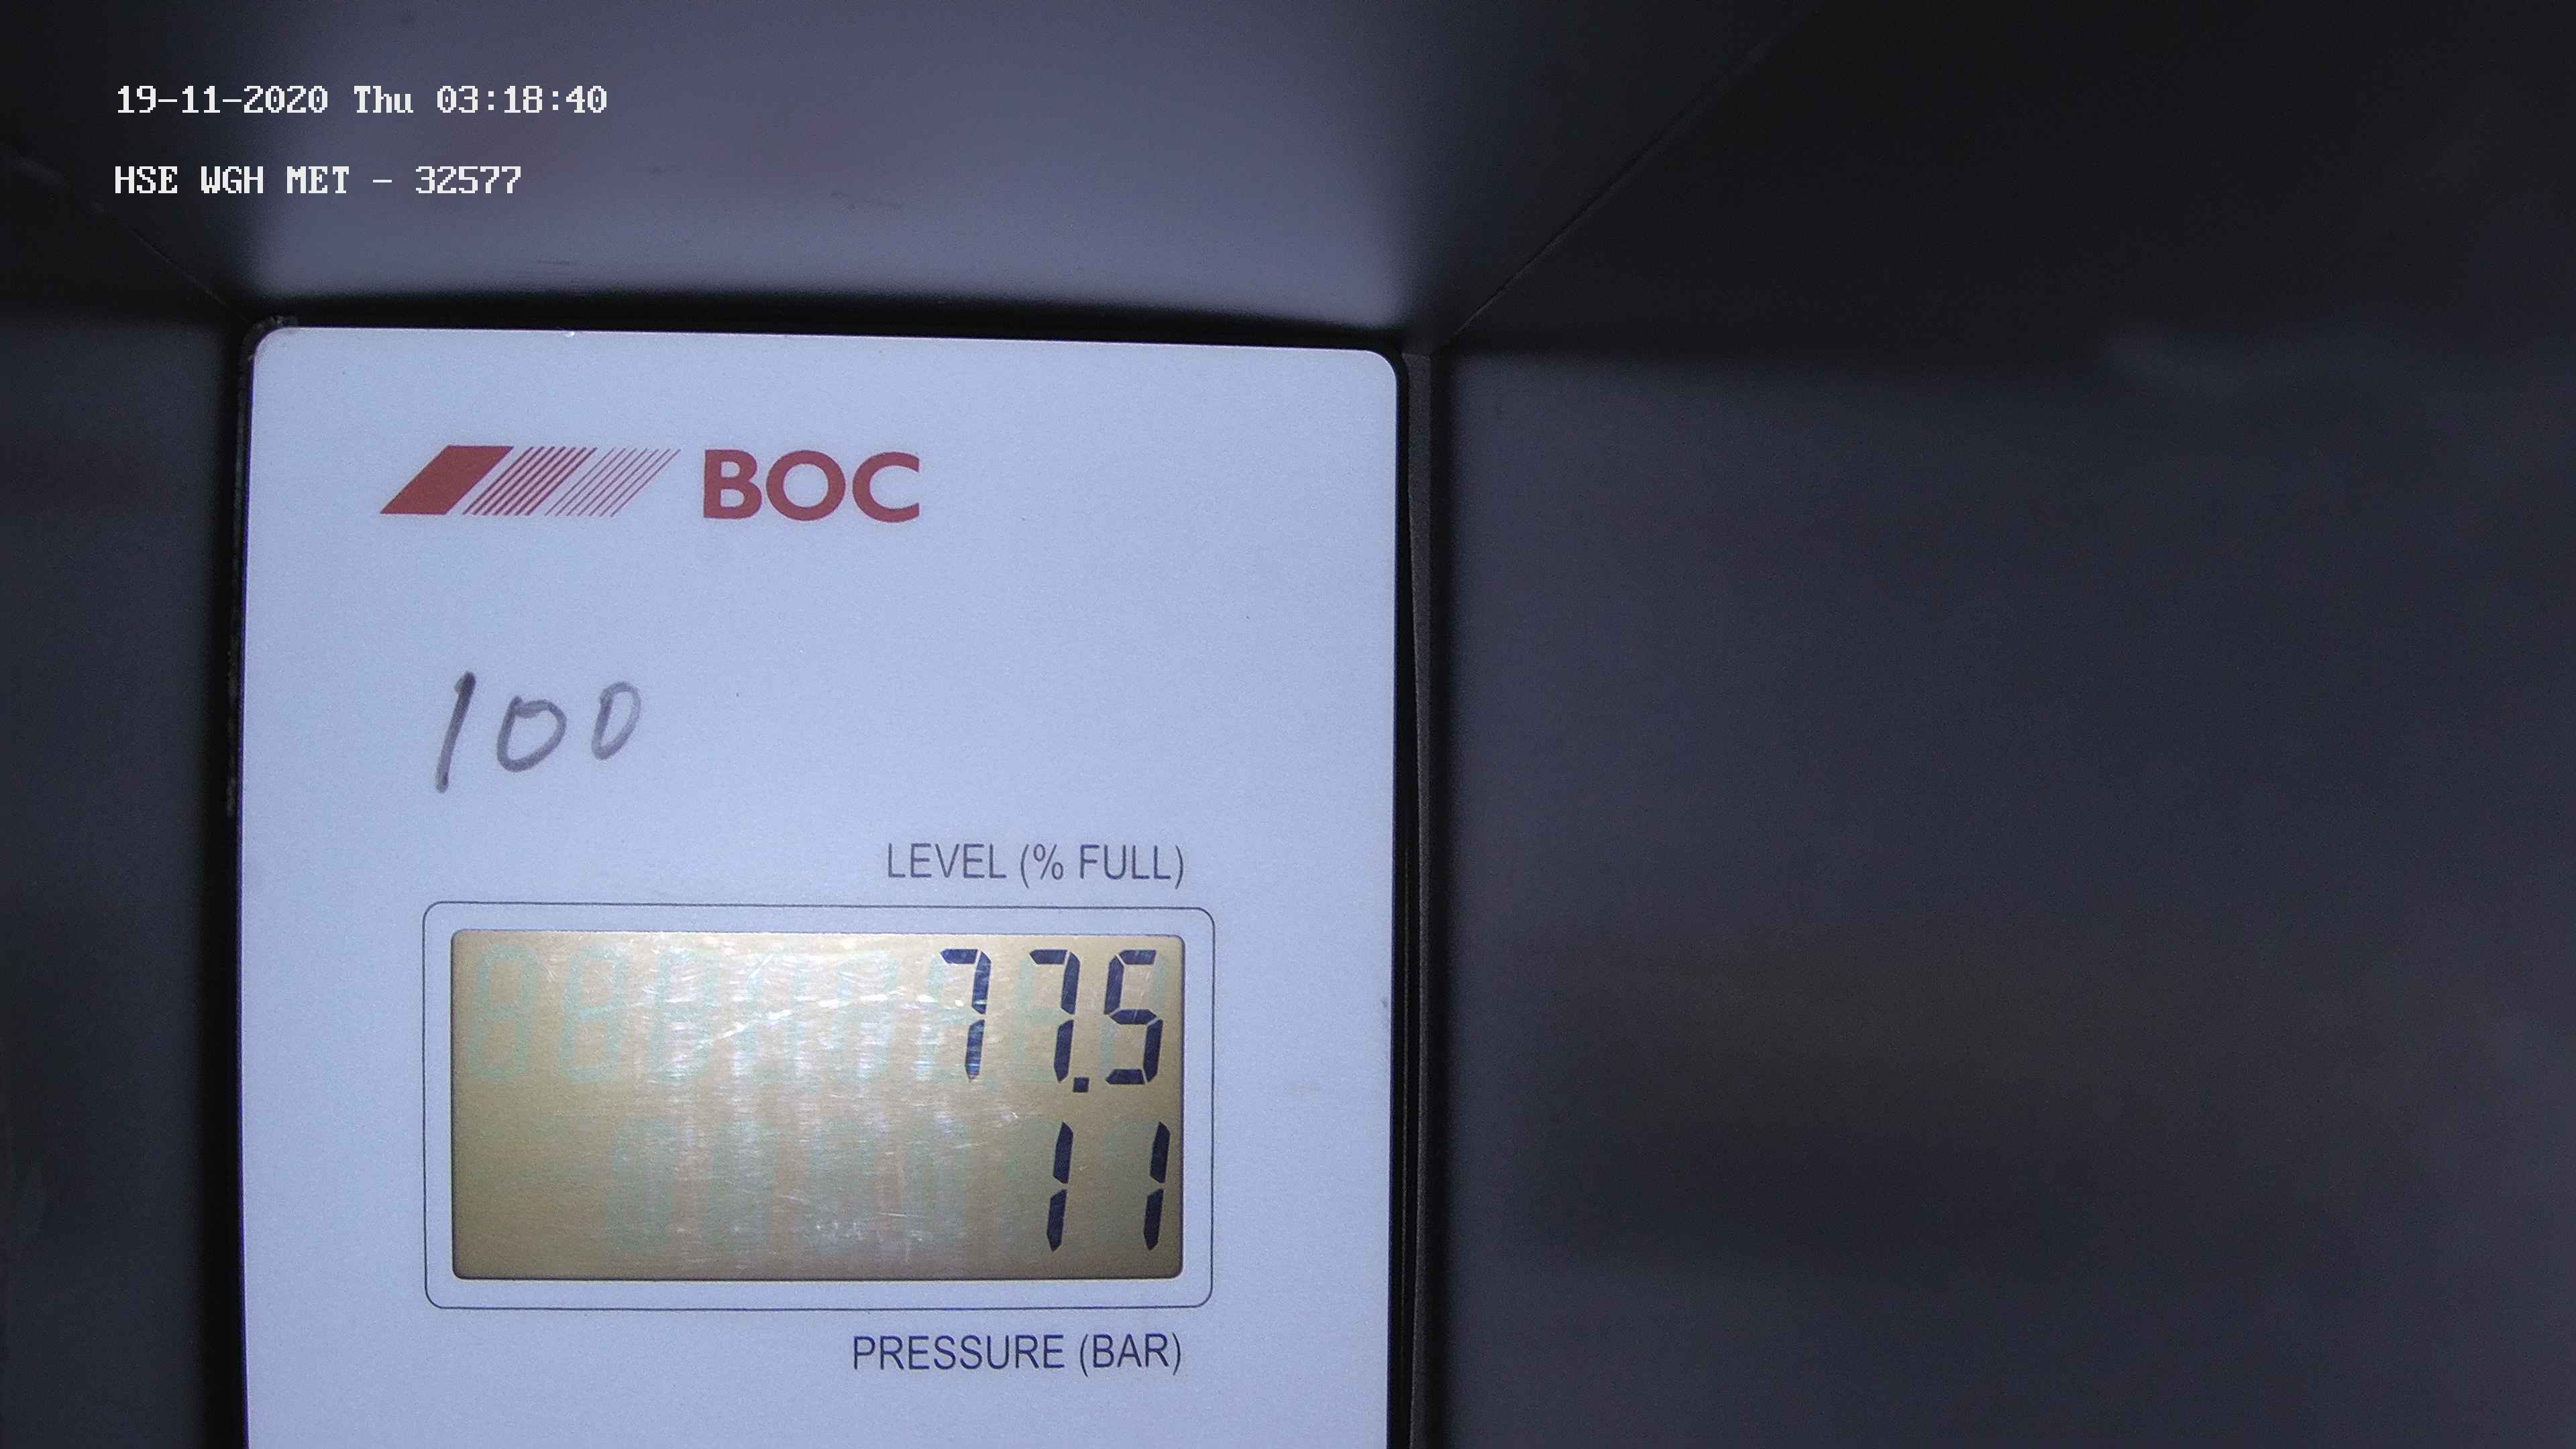 19-11-2020 Thu 03:18:40
HSE WGH MET - 32577
BOC
100
LEVEL (% FULL)
77.5
11
PRESSURE (BAR)